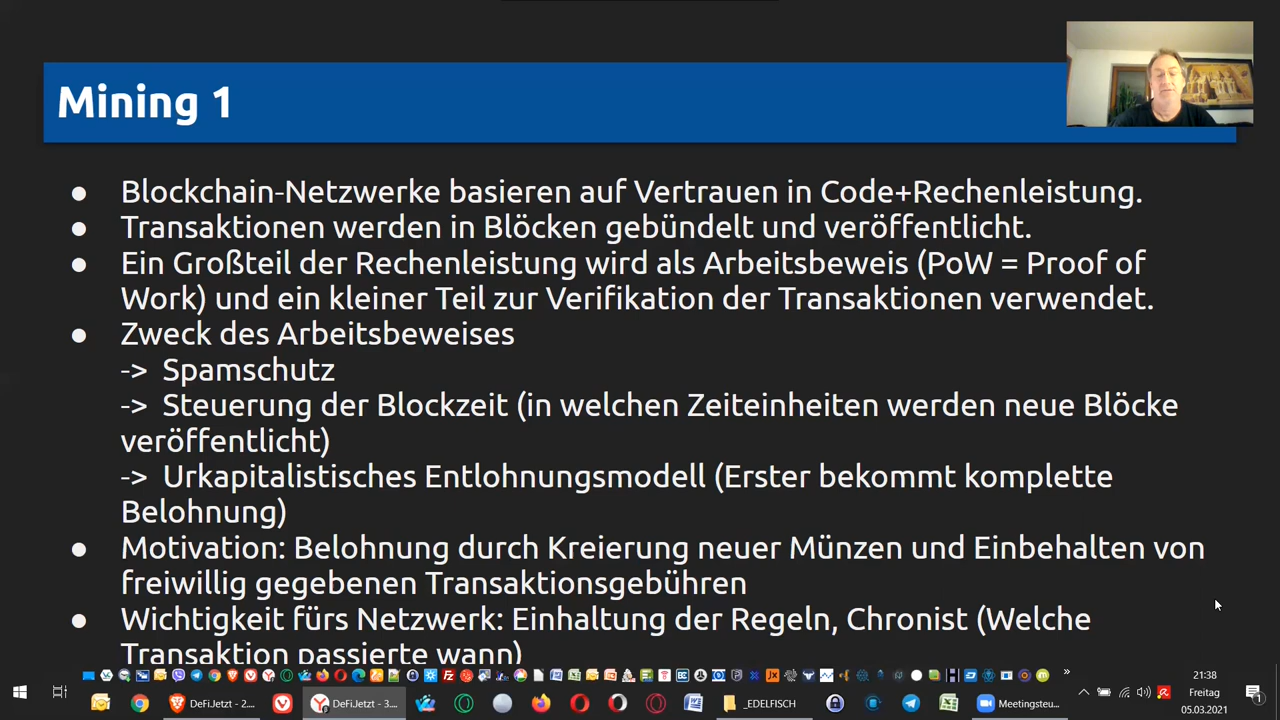 Mining 1
● Blockchain-Netzwerke basieren auf Vertrauen in Code+Rechenleistung.
● Transaktionen werden in Blöcken gebündelt und veröffentlicht.
● Ein Großteil der Rechenleistung wird als Arbeitsbeweis (PoW = Proof of
Work) und ein kleiner Teil zur Verifikation der Transaktionen verwendet.
● Zweck des Arbeitsbeweises
-> Spamschutz
-> Steuerung der Blockzeit (in welchen Zeiteinheiten werden neue Blöcke
veröffentlicht)
-> Urkapitalistisches Entlohnungsmodell (Erster bekommt komplette
Belohnung)
● Motivation: Belohnung durch Kreierung neuer Münzen und Einbehalten von
freiwillig gegebenen Transaktionsgebühren
● Wichtigkeit fürs Netzwerk: Einhaltung der Regeln, Chronist (Welche
Transaktion passierte wann)
21:38
Freitag
05.03.2021
DeFiJetzt - 2....
DeFiJetzt - 3....
_EDELFISCH
Meetingsteu...
1